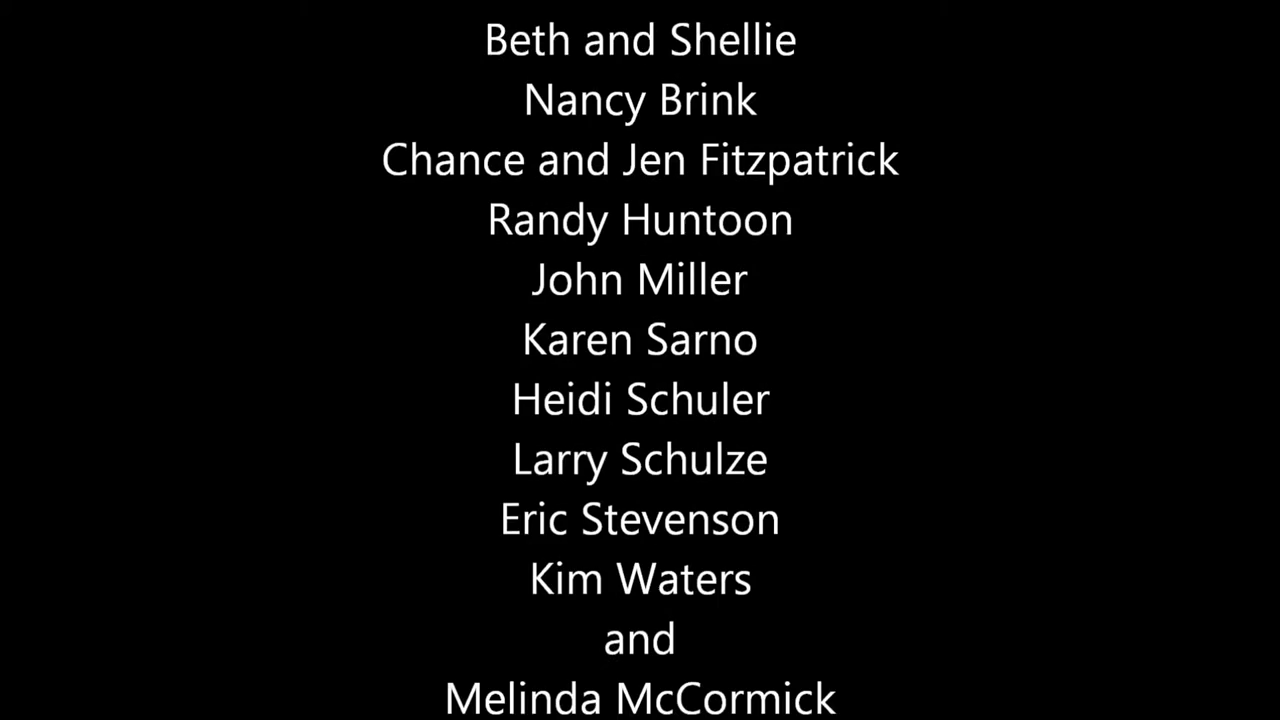 Beth and Shellie
Nancy Brink
Chance and Jen Fitzpatrick
Randy Huntoon
John Miller
Karen Sarno
Heidi Schuler
Larry Schulze
Eric Stevenson
Kim Waters
and
Melinda McCormick